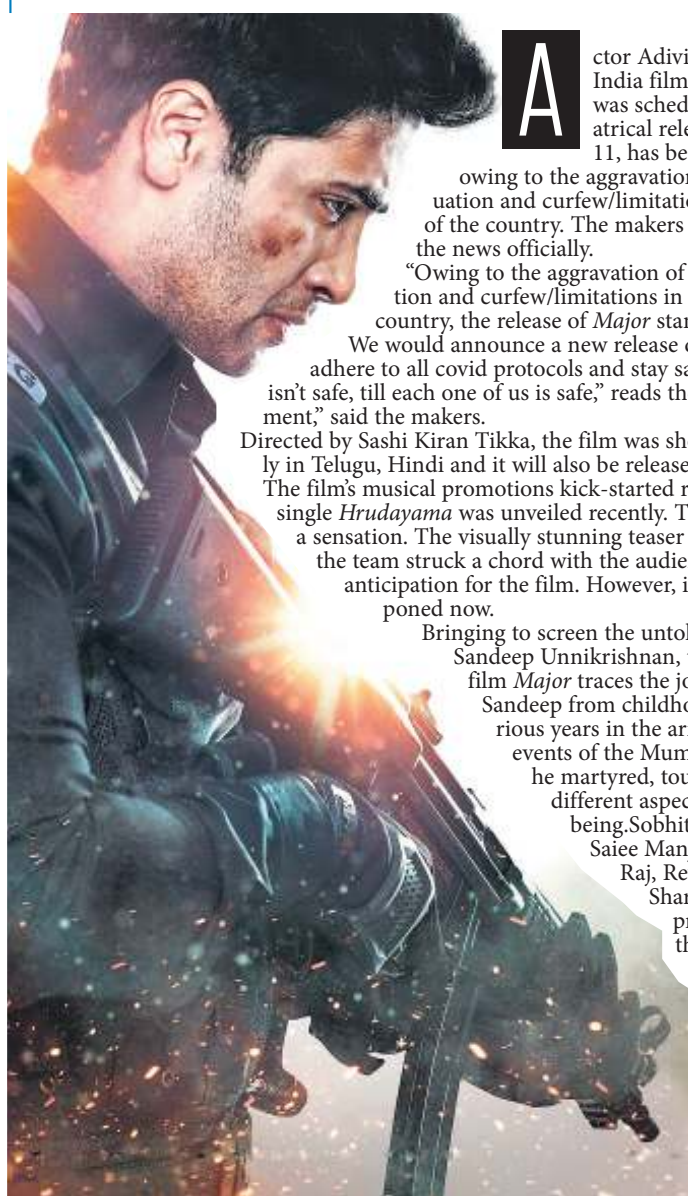 A
ctor Adivi
India film
was sched
atrical rele
11, has be
owing to the aggravation
uation and curfew/limitatio
of the country. The makers
the news officially.
“Owing to the aggravation of
tion and curfew/limitations in
country, the release of Major stan
We would announce a new release d
adhere to all covid protocols and stay sa
isn’t safe, till each one of us is safe,” reads th
ment,” said the makers.
Directed by Sashi Kiran Tikka, the film was sho
ly in Telugu, Hindi and it will also be release
The film’s musical promotions kick-started r
single Hrudayama was unveiled recently. T
a sensation. The visually stunning teaser
the team struck a chord with the audie
anticipation for the film. However, i
poned now.
Bringing to screen the untol
Sandeep Unnikrishnan, t
film Major traces the jo
Sandeep from childho
rious years in the ar
events of the Mum
he martyred, tou
different aspec
being.Sobhit
Saiee Man
Raj, Re
Shar
pr
th